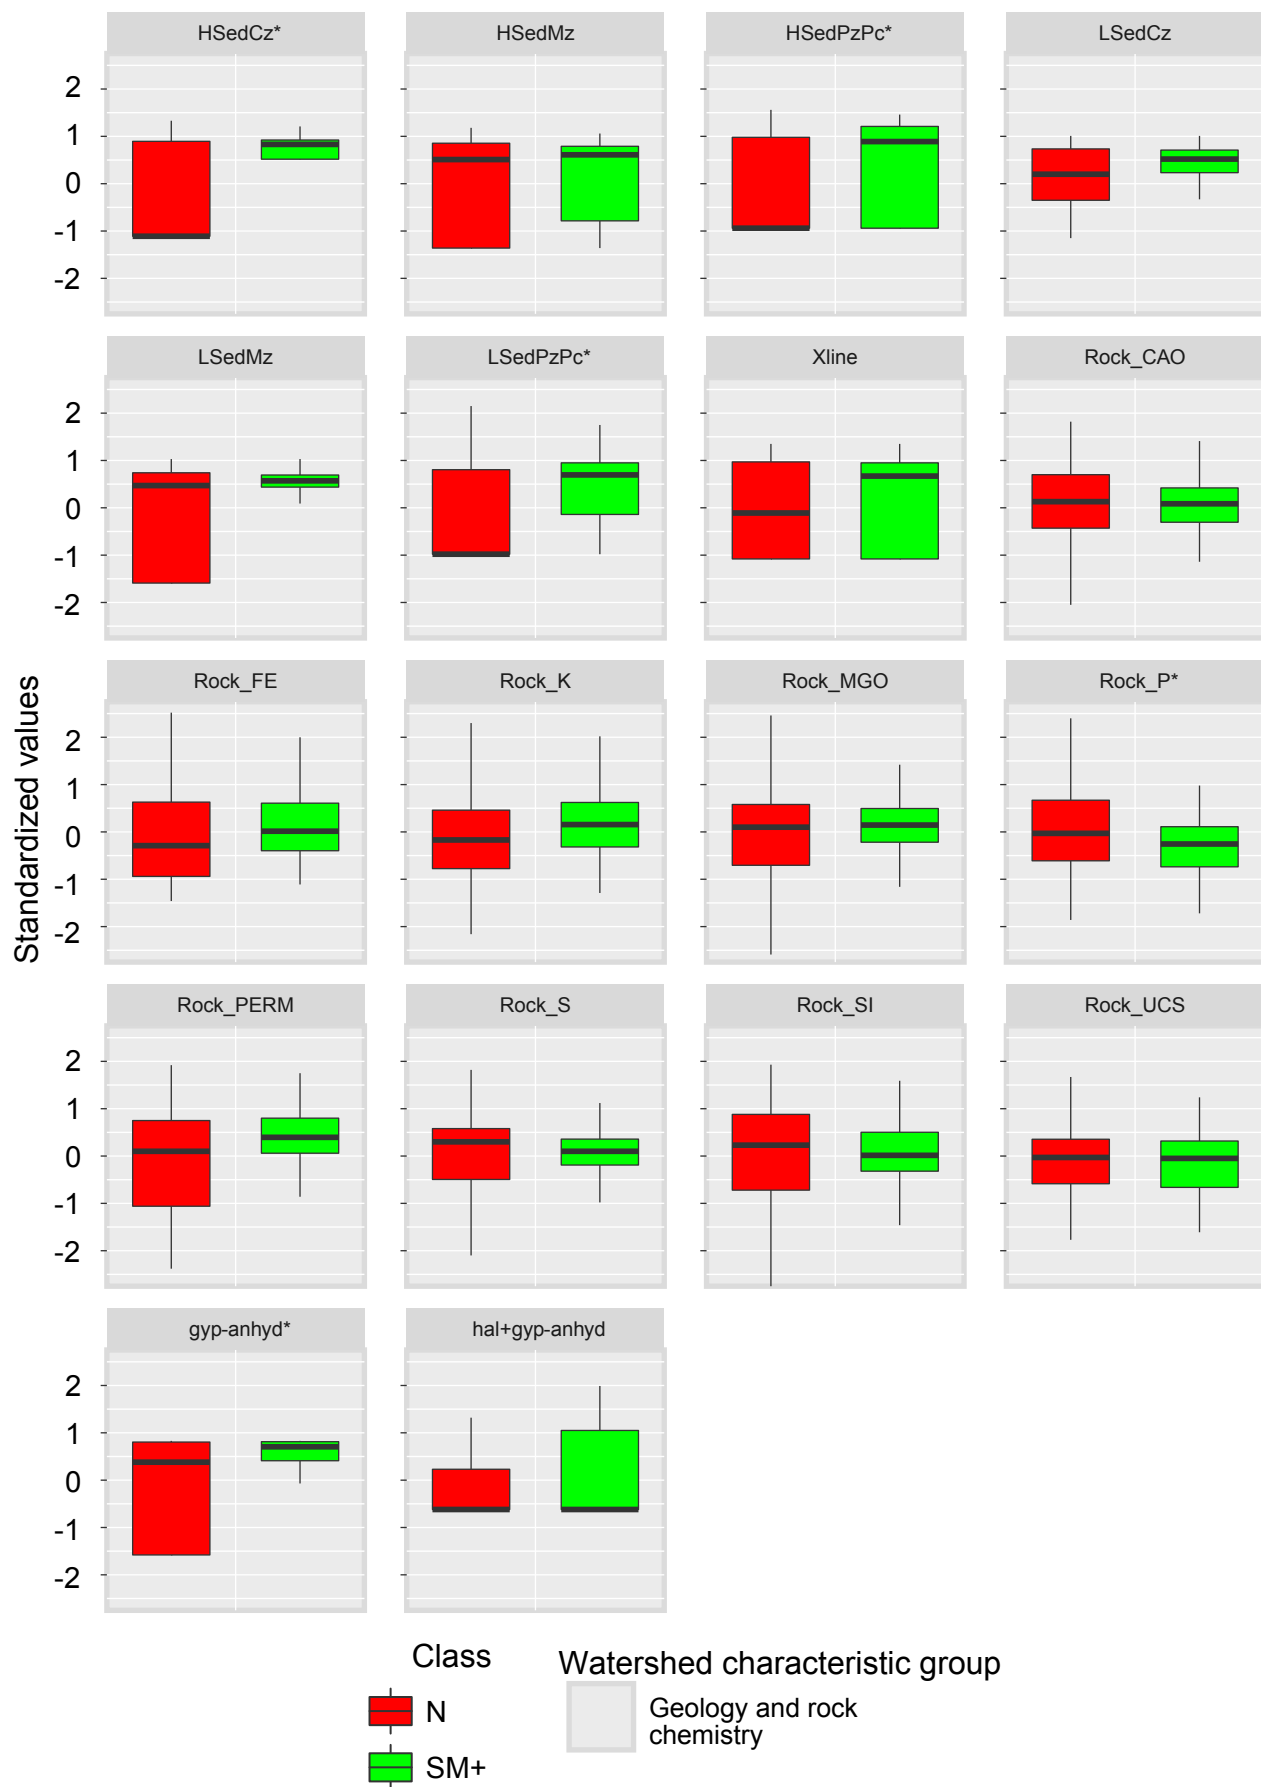 HSedCz* HSedMz HSedPzPc* LSedCz
2
1
0
-1
-2
LSedMz LSedPzPc* Xline Rock_CAO
2
1
0
-1
-2
Rock_FE Rock_K Rock_MGO Rock_P*
2
1
0
-1
-2
Standardized values
Rock_PERM Rock_S Rock_SI Rock_UCS
2
1
0
-1
-2
gyp-anhyd* hal+gyp-anhyd
2
1
0
-1
-2
Class
N
SM+
Watershed characteristic group
Geology and rock
chemistry